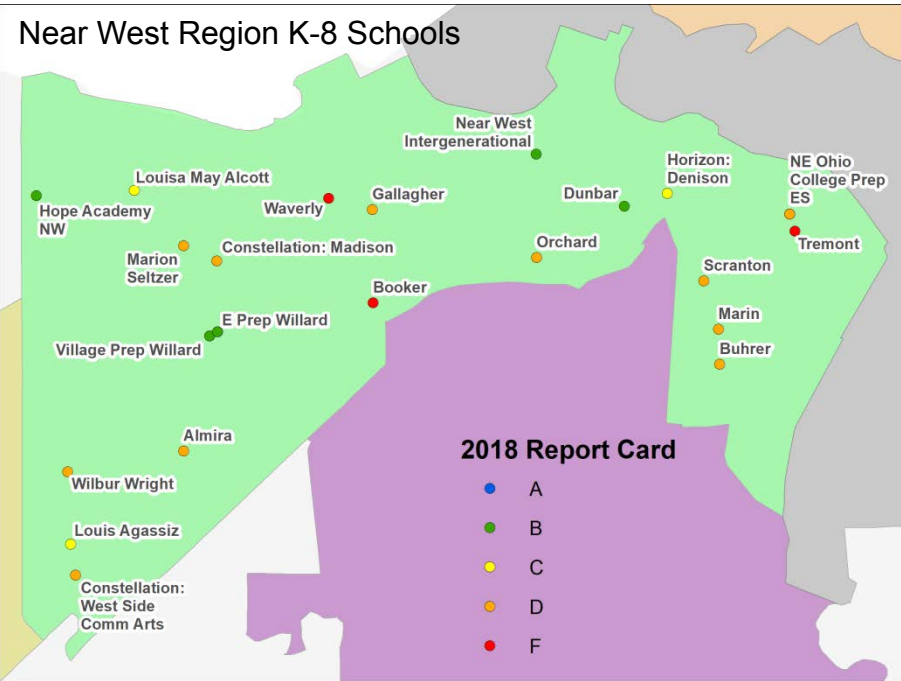 Near West Region K-8 Schools
Near West
Intergenerational
Horizon:
Denison
NE Ohio
College Prep
ES
Louisa May Alcott
Hope Academy
NW
Waverly
Gallagher
Dunbar
Tremont
Marion
Seltzer
Constellation: Madison
Orchard
Scranton
Booker
E Prep Willard
Village Prep Willard
Marin
Buhrer
Almira
Wilbur Wright
Louis Agassiz
Constellation:
West Side
Comm Arts
2018 Report Card
A
B
C
D
F